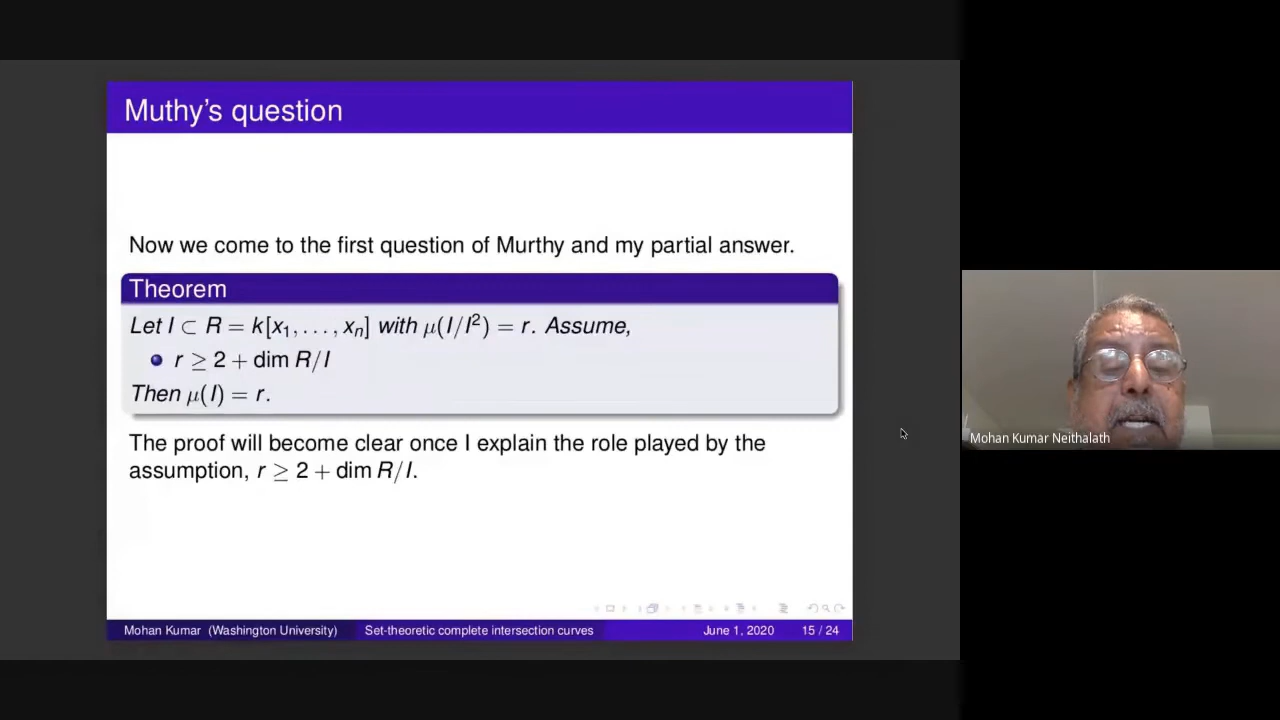 Muthy's question
Now we come to the first question of Murthy and my partial answer.
Theorem
Let I ⊂ R = k[x₁, . . . , xₙ] with μ(I/I²) = r. Assume,
r ≥ 2 + dim R/I
Then μ(I) = r.
The proof will become clear once I explain the role played by the
assumption, r ≥ 2 + dim R/I.
Mohan Kumar (Washington University) Set-theoretic complete intersection curves June 1, 2020 15 / 24
Mohan Kumar Neithalath